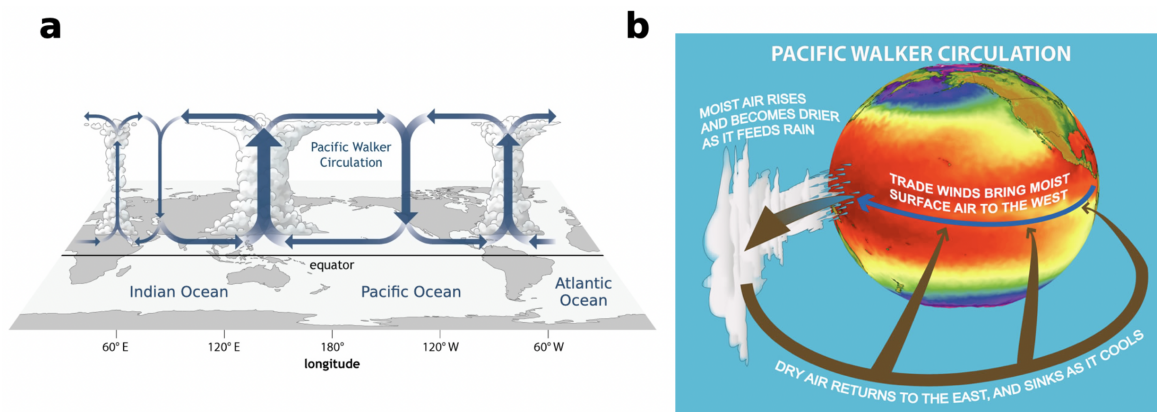 a
Pacific Walker
Circulation
equator
Indian Ocean
Pacific Ocean
Atlantic
Ocean
60° E
120° E
180°
120° W
60° W
longitude
b
PACIFIC WALKER CIRCULATION
MOIST AIR RISES
AND BECOMES DRIER
AS IT FEEDS RAIN
TRADE WINDS BRING MOIST
SURFACE AIR TO THE WEST
DRY AIR RETURNS TO THE EAST, AND SINKS AS IT COOLS